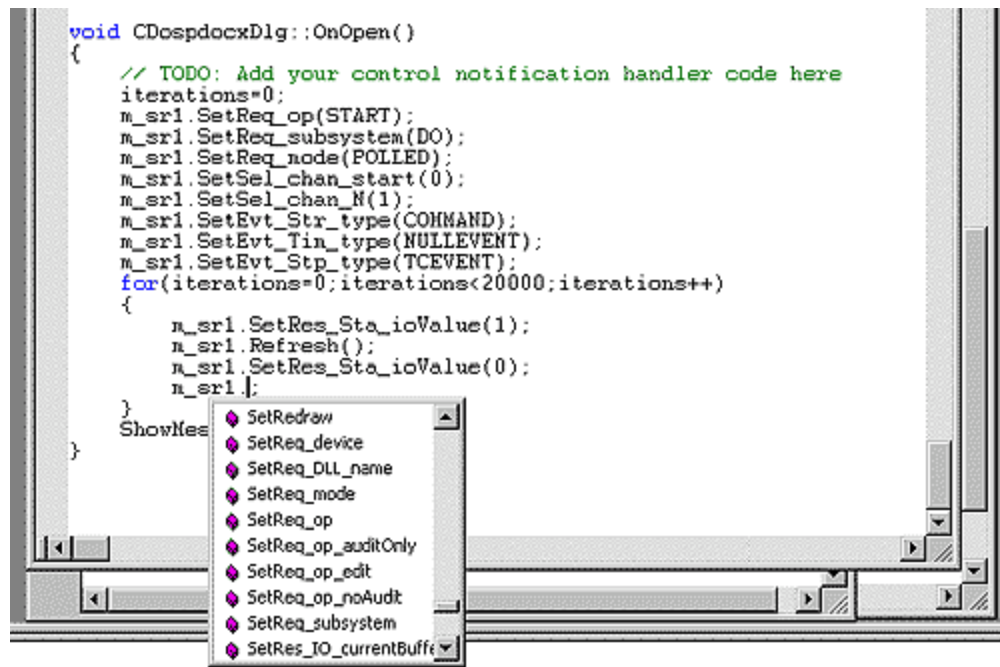 void CDospdocxDlg::OnOpen()
{
// TODO: Add your control notification handler code here
iterations=0;
m_sr1.SetReq_op(START);
m_sr1.SetReq_subsystem(DO);
m_sr1.SetReq_mode(POLLED);
m_sr1.SetSel_chan_start(0);
m_sr1.SetSel_chan_N(1);
m_sr1.SetEvt_Str_type(COMMAND);
m_sr1.SetEvt_Tim_type(NULLEVENT);
m_sr1.SetEvt_Stp_type(TCEVENT);
for(iterations=0;iterations<20000;iterations++)
{
m_sr1.SetRes_Sta_ioValue(1);
m_sr1.Refresh();
m_sr1.SetRes_Sta_ioValue(0);
m_sr1.;
}
ShowMes
}
SetRedraw
SetReq_device
SetReq_DLL_name
SetReq_mode
SetReq_op
SetReq_op_auditOnly
SetReq_op_edit
SetReq_op_noAudit
SetReq_subsystem
SetRes_IO_currentBuffe